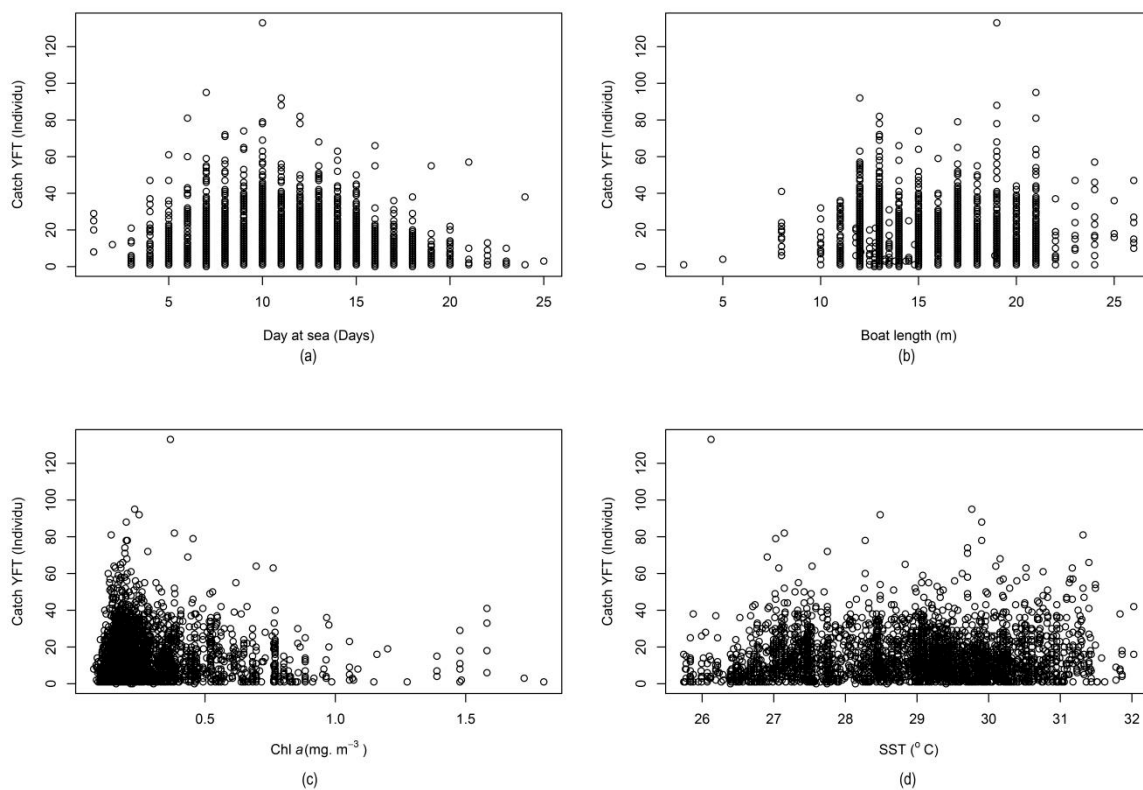 Catch YFT (Individu)
120
100
80
60
40
20
0
5 10 15 20 25
Day at sea (Days)
(a)
Catch YFT (Individu)
120
100
80
60
40
20
0
5 10 15 20 25
Boat length (m)
(b)
Catch YFT (Individu)
120
100
80
60
40
20
0
0.5 1.0 1.5
Chl a(mg. m⁻³ )
(c)
Catch YFT (Individu)
120
100
80
60
40
20
0
26 27 28 29 30 31 32
SST (° C)
(d)